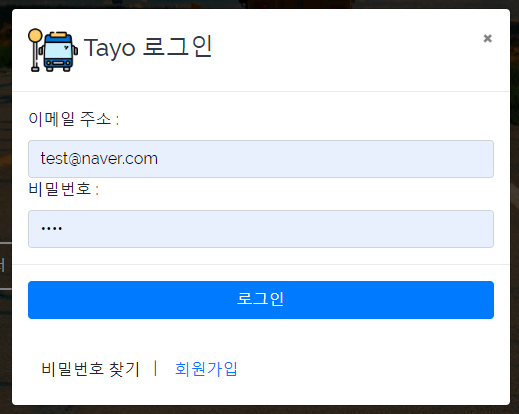 Tayo 로그인
×
이메일 주소 :
test@naver.com
비밀번호 :
••••
로그인
비밀번호 찾기 | 회원가입